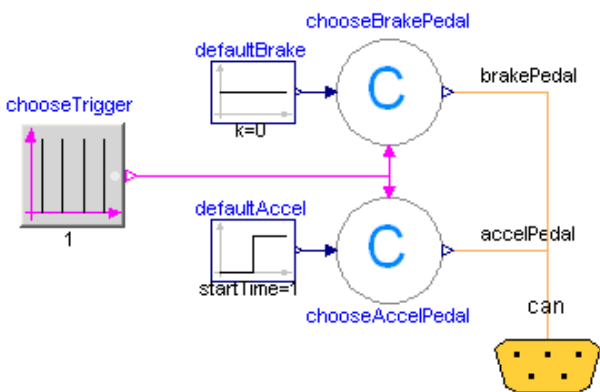 chooseBrakePedal
defaultBrake
C
brakePedal
k=0
chooseTrigger
1
defaultAccel
C
accelPedal
startTime=1
chooseAccelPedal
can